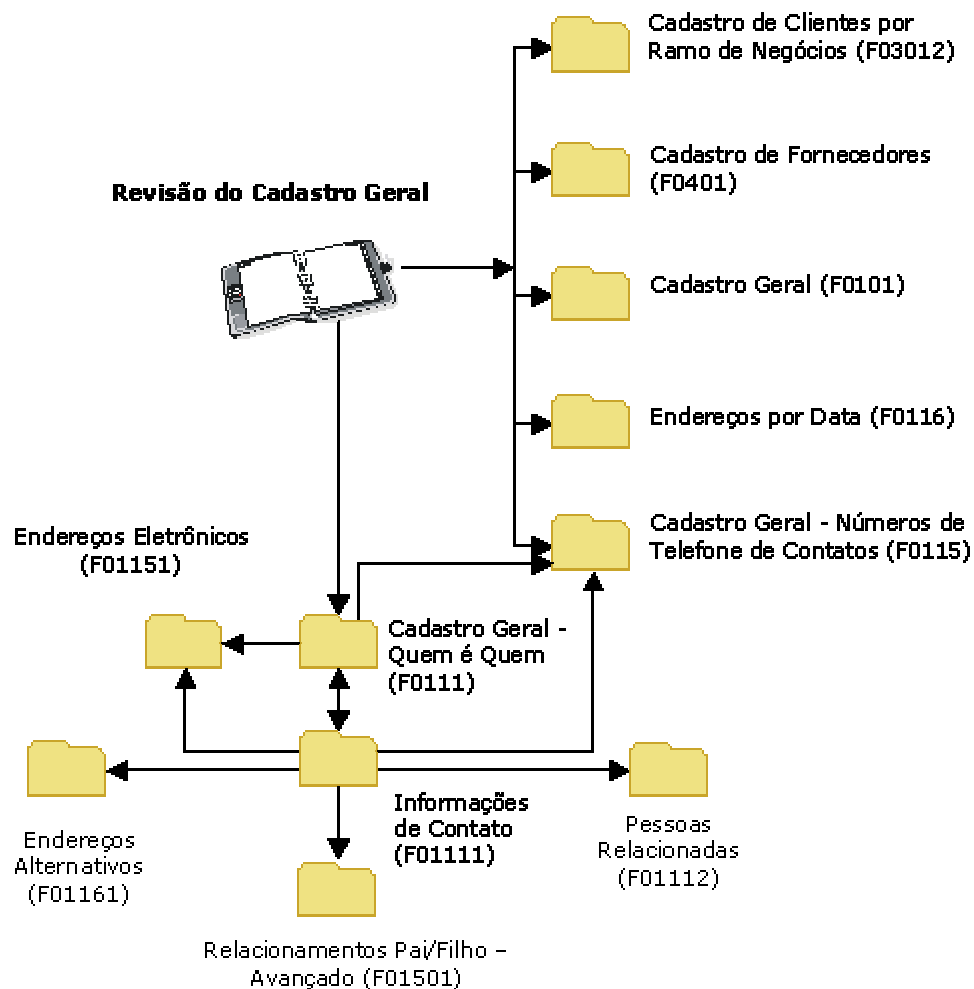 Cadastro de Clientes por
Ramo de Negócios (F03012)
Cadastro de Fornecedores
(F0401)
Revisão do Cadastro Geral
Cadastro Geral (F0101)
Endereços por Data (F0116)
Cadastro Geral - Números de
Telefone de Contatos (F0115)
Endereços Eletrônicos
(F01151)
Cadastro Geral -
Quem é Quem
(F0111)
Informações
de Contato
(F01111)
Endereços
Alternativos
(F01161)
Pessoas
Relacionadas
(F01112)
Relacionamentos Pai/Filho –
Avançado (F01501)